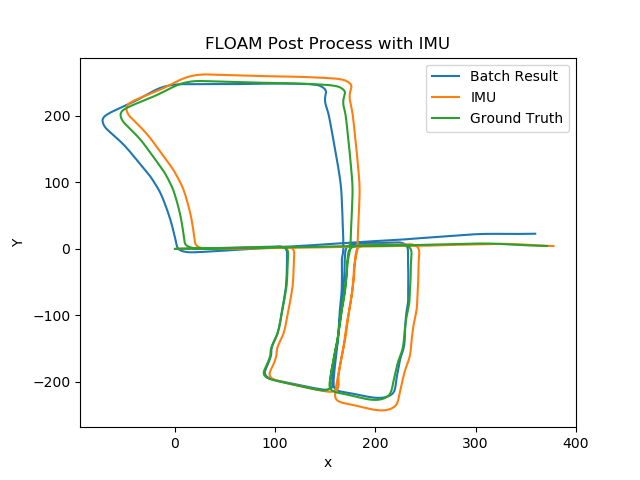 FLOAM Post Process with IMU
Batch Result
IMU
Ground Truth
200
100
0
−100
−200
Y
0 100 200 300 400
x